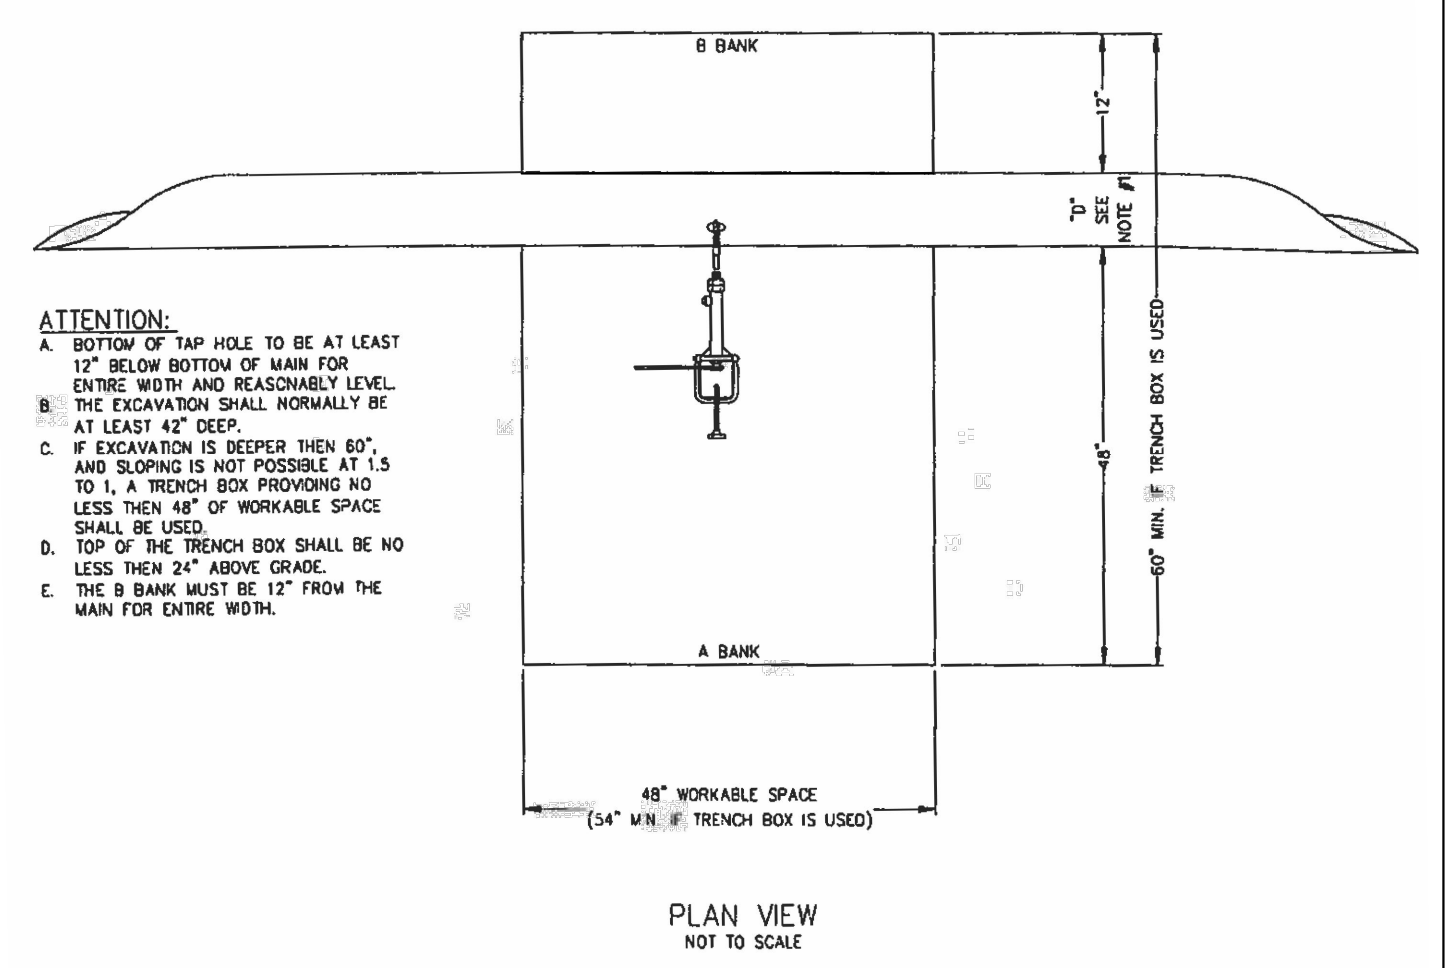 B BANK
12"
"D"
SEE
NOTE #1
60" MIN. IF TRENCH BOX IS USED
48"
ATTENTION:
A. BOTTOM OF TAP HOLE TO BE AT LEAST
12" BELOW BOTTOM OF MAIN FOR
ENTIRE WIDTH AND REASONABLY LEVEL.
B. THE EXCAVATION SHALL NORMALLY BE
AT LEAST 42" DEEP.
C. IF EXCAVATION IS DEEPER THEN 60",
AND SLOPING IS NOT POSSIBLE AT 1.5
TO 1, A TRENCH BOX PROVIDING NO
LESS THEN 48" OF WORKABLE SPACE
SHALL BE USED.
D. TOP OF THE TRENCH BOX SHALL BE NO
LESS THEN 24" ABOVE GRADE.
E. THE B BANK MUST BE 12" FROM THE
MAIN FOR ENTIRE WIDTH.
A BANK
48" WORKABLE SPACE
(54" MIN. IF TRENCH BOX IS USED)
PLAN VIEW
NOT TO SCALE